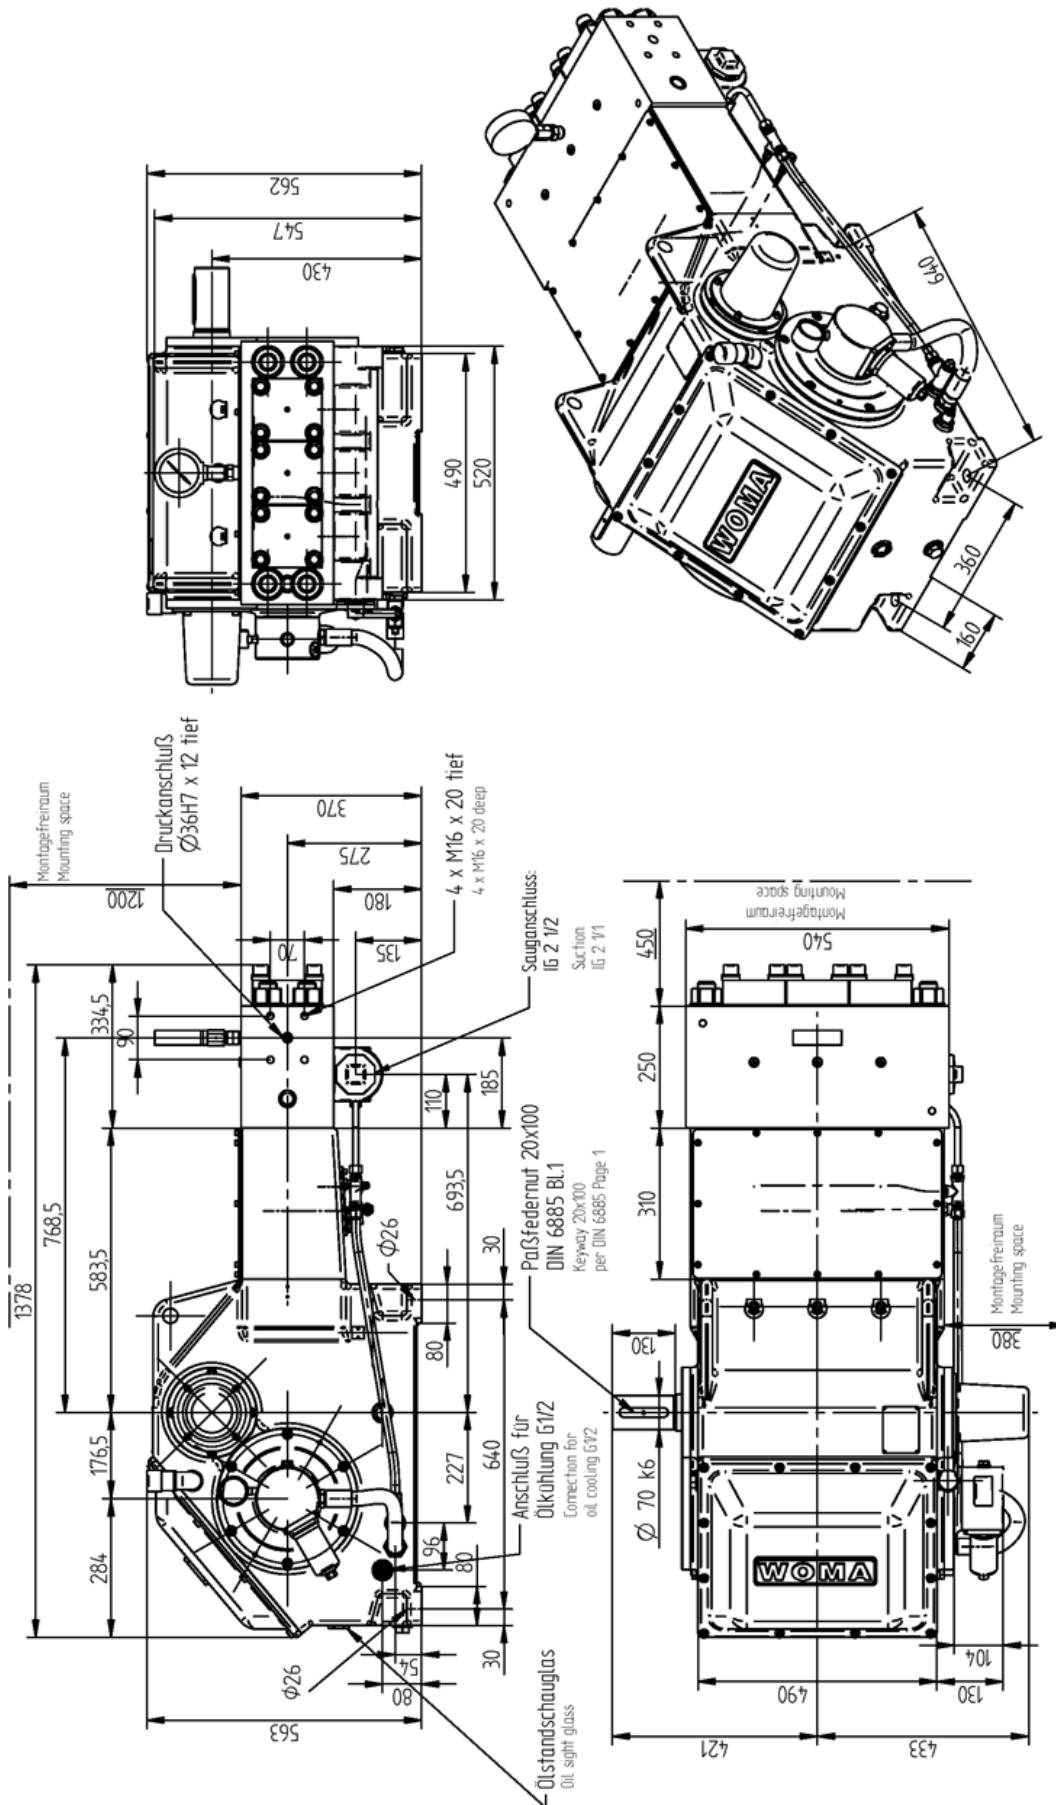 562
547
430
490
520
640
360
160
WOMA
Montagefreiraum
Mounting space
1200
Druckanschluß
Ø36H7 x 12 tief
370
275
180
135
70
4 x M16 x 20 tief
4 x M16 x 20 deep
Sauganschluss:
IG 2 1/2
Suction:
IG 2 1/1
1378
768,5
334,5
90
583,5
176,5
284
185
110
693,5
30
Φ26
80
227
640
96
80
30
Φ26
54
80
563
Paßfedernut 20x100
DIN 6885 Bl.1
Keyway 20x100
per DIN 6885 Page 1
Anschluß für
Ölkühlung G1/2
Connection for
oil cooling G1/2
Ölstandschauglas
Oil sight glass
450
Montagefreiraum
Mounting space
540
250
310
130
Ø 70 k6
Montagefreiraum
Mounting space
380
WOMA
104
490
130
421
433